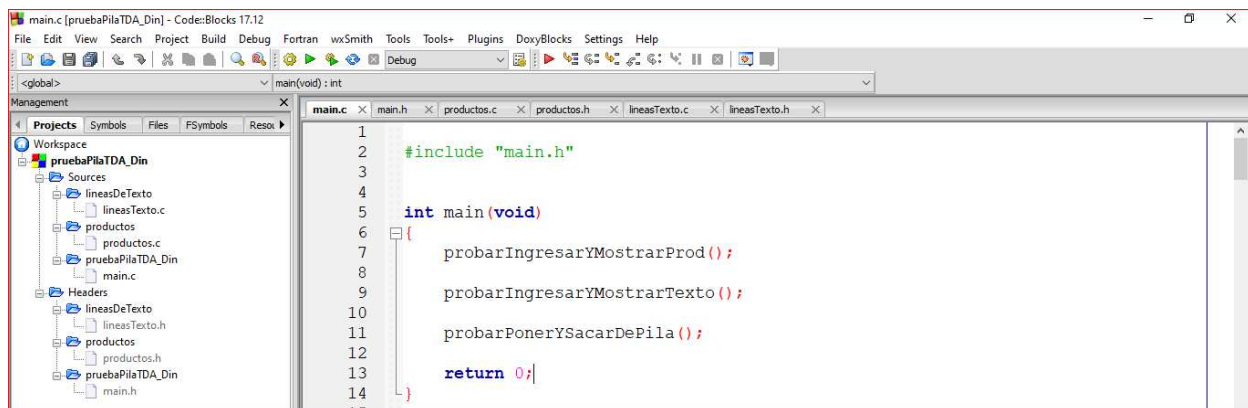 main.c [pruebaPilaTDA_Din] - Code::Blocks 17.12
File Edit View Search Project Build Debug Fortran wxSmith Tools Tools+ Plugins DoxyBlocks Settings Help
Debug
<global> main(void) : int
Management
Projects Symbols Files FSymbols Resou
main.c main.h productos.c productos.h lineasTexto.c lineasTexto.h
Workspace
pruebaPilaTDA_Din
Sources
lineasDeTexto
lineasTexto.c
productos
productos.c
pruebaPilaTDA_Din
main.c
Headers
lineasDeTexto
lineasTexto.h
productos
productos.h
pruebaPilaTDA_Din
main.h
1
2 #include "main.h"
3
4
5 int main(void)
6 {
7 probarIngresarYMostrarProd();
8
9 probarIngresarYMostrarTexto();
10
11 probarPonerYSacarDePila();
12
13 return 0;
14 }